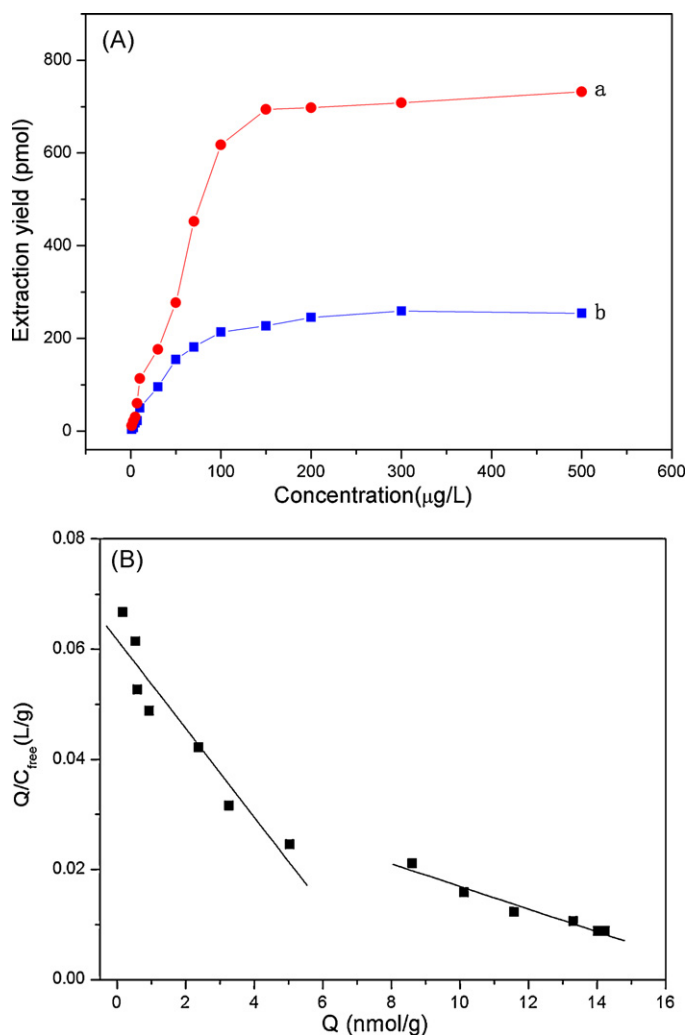 (A)
800
600
400
200
0
Extraction yield (pmol)
a
b
0 100 200 300 400 500 600
Concentration(μg/L)
(B)
0.08
0.06
0.04
0.02
0.00
Q/C_free(L/g)
0 2 4 6 8 10 12 14 16
Q (nmol/g)